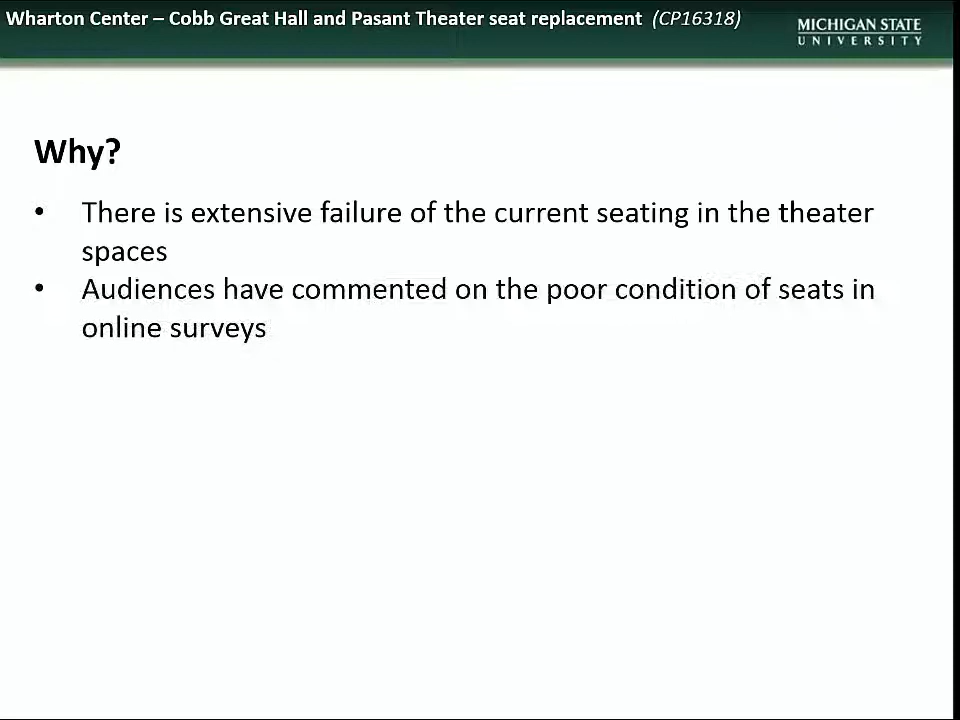 Wharton Center – Cobb Great Hall and Pasant Theater seat replacement (CP16318)
MICHIGAN STATE
UNIVERSITY
Why?
• There is extensive failure of the current seating in the theater
spaces
• Audiences have commented on the poor condition of seats in
online surveys